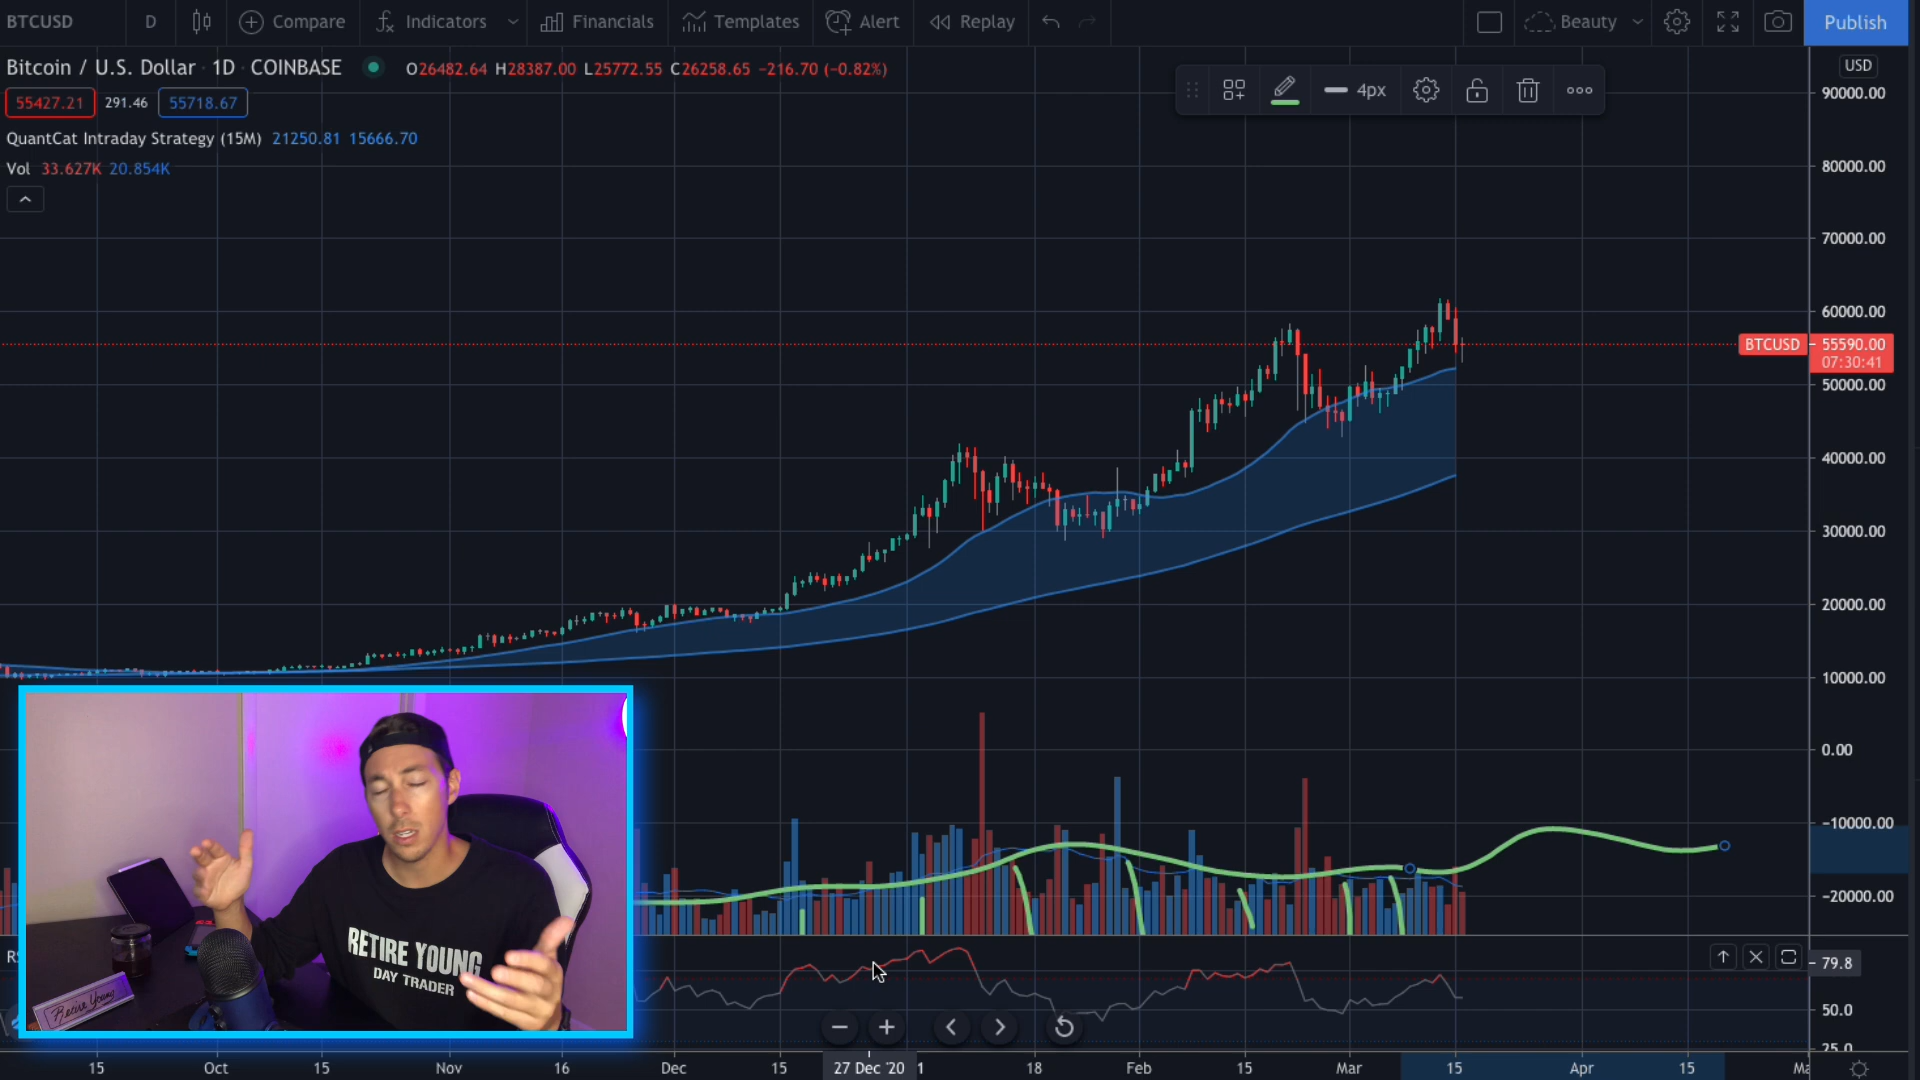 BTCUSD D Compare Indicators Financials Templates Alert Replay Beauty Publish
Bitcoin / U.S. Dollar · 1D · COINBASE O26482.64 H28387.00 L25772.55 C26258.65 −216.70 (−0.82%)
USD
55427.21 291.46 55718.67
4px
QuantCat Intraday Strategy (15M) 21250.81 15666.70
Vol 33.627K 20.854K
90000.00
80000.00
70000.00
60000.00
BTCUSD 55590.00
07:30:41
50000.00
40000.00
30000.00
20000.00
10000.00
0.00
−10000.00
−20000.00
RETIRE YOUNG
DAY TRADER
Retire Young
79.8
50.0
25.0
15 Oct 15 Nov 16 Dec 15 27 Dec '20 18 Feb 15 Mar 15 Apr 15